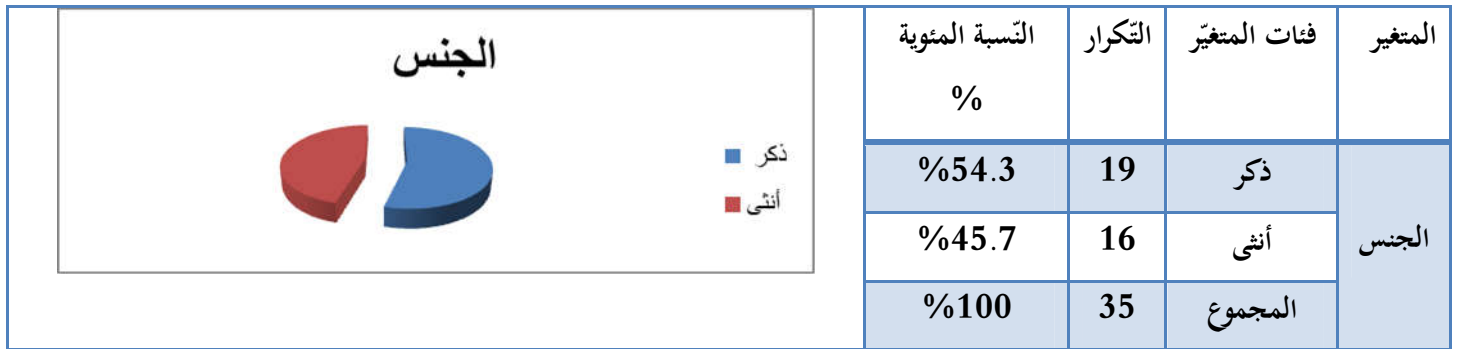 المتغير فئات المتغيّر التّكرار النّسبة المئوية
%
الجنس
ذكر 19 %54.3
أنثى 16 %45.7
المجموع 35 %100
الجنس
ذكر
أنثى